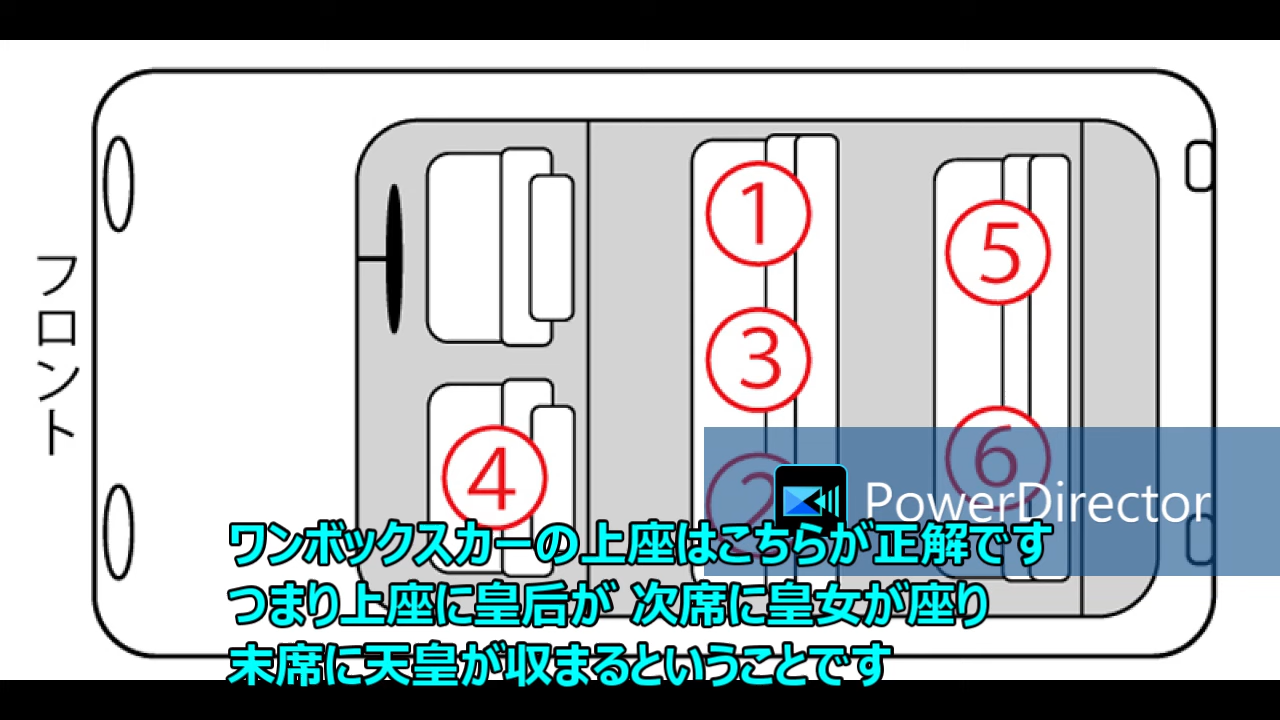 フロント
①
③
②
④
⑤
⑥
PowerDirector
ワンボックスカーの上座はこちらが正解です
つまり上座に皇后が 次席に皇女が座り
末席に天皇が収まるということです